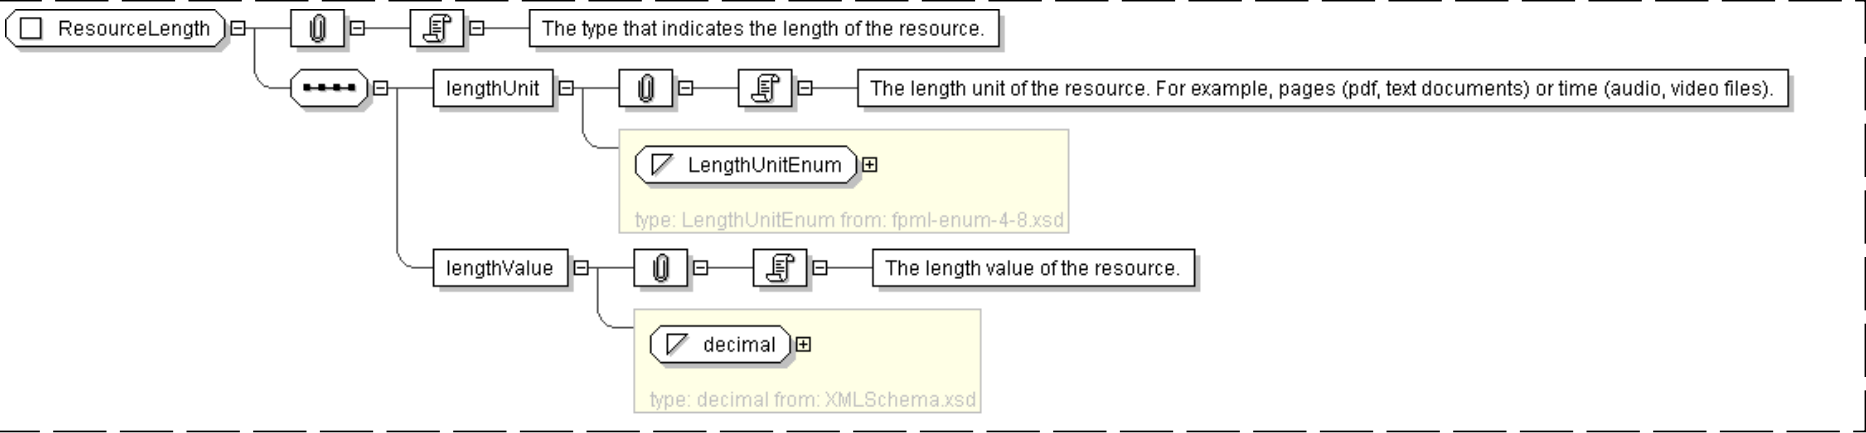 ResourceLength
The type that indicates the length of the resource.
lengthUnit
The length unit of the resource. For example, pages (pdf, text documents) or time (audio, video files).
LengthUnitEnum
type: LengthUnitEnum from: fpml-enum-4-8.xsd
lengthValue
The length value of the resource.
decimal
type: decimal from: XMLSchema.xsd